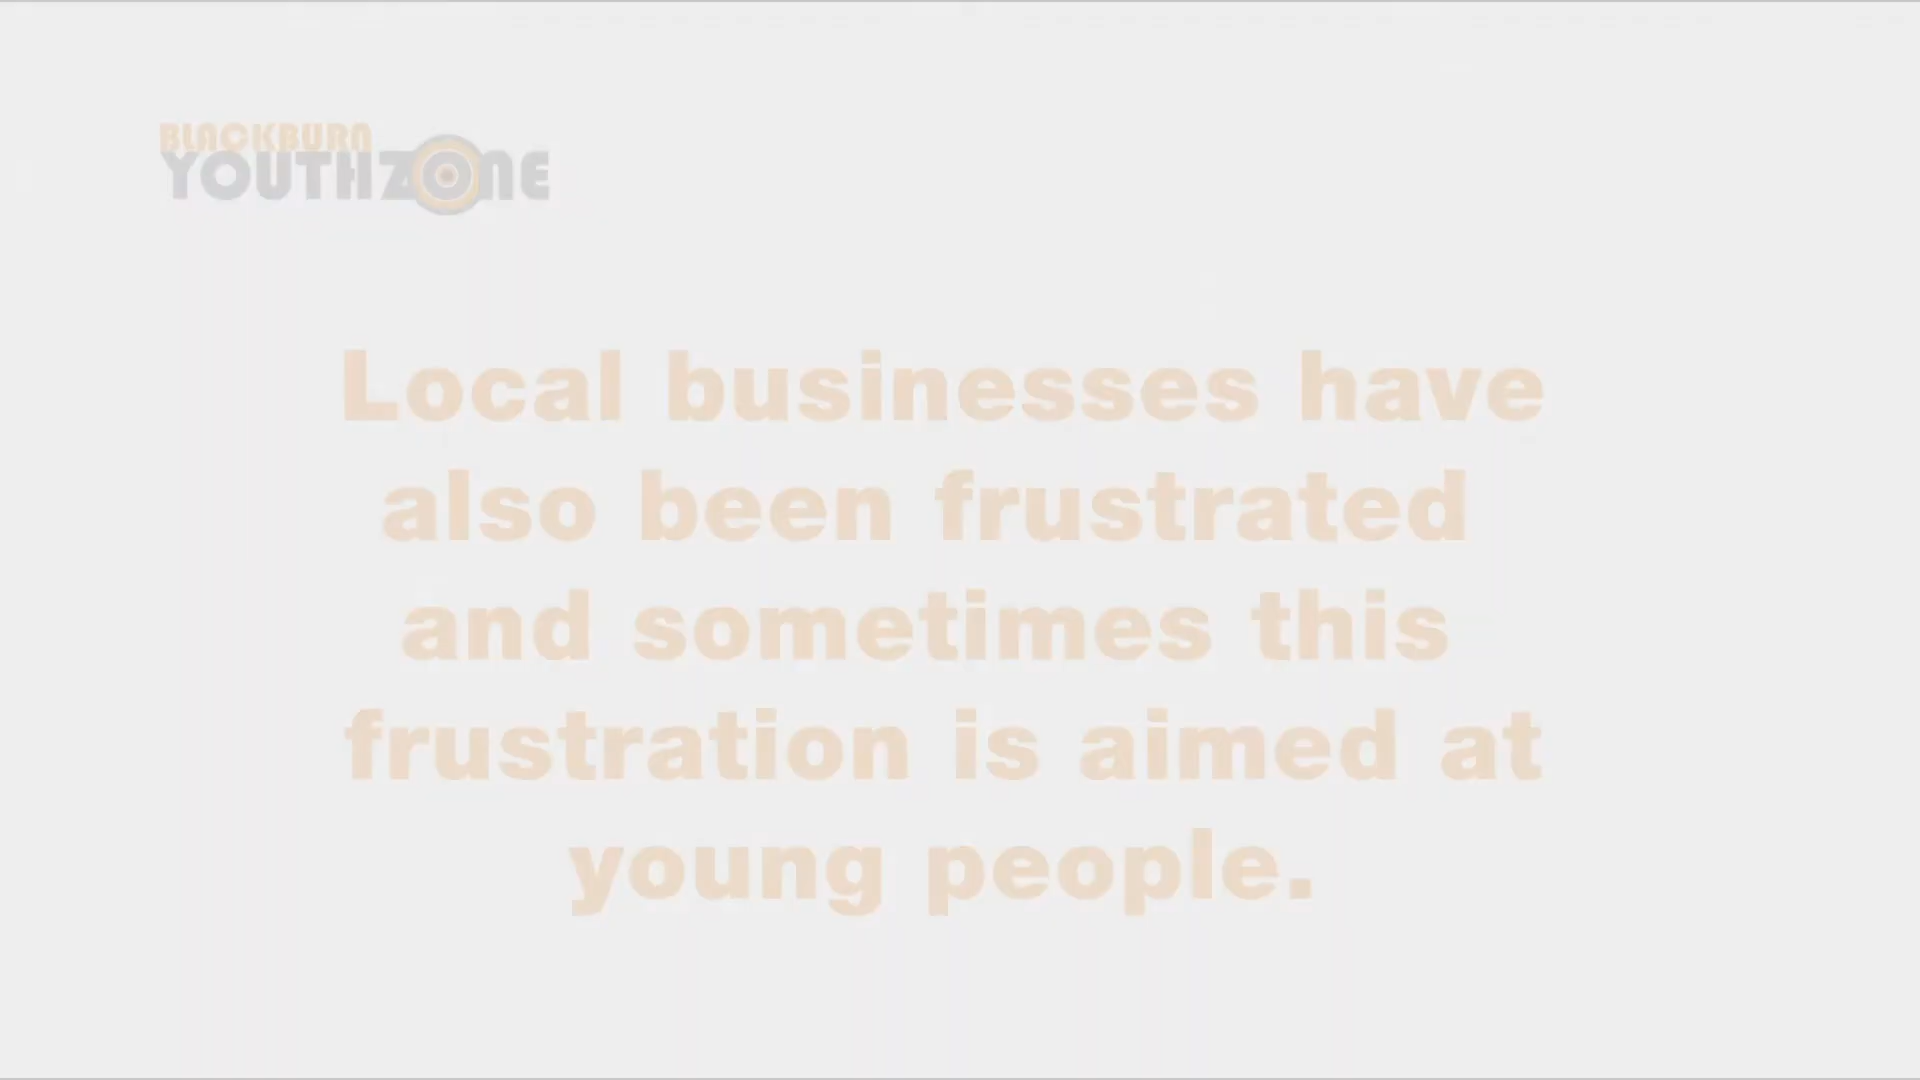 BLACKBURN
YOUTHZONE
Local businesses have
also been frustrated
and sometimes this
frustration is aimed at
young people.